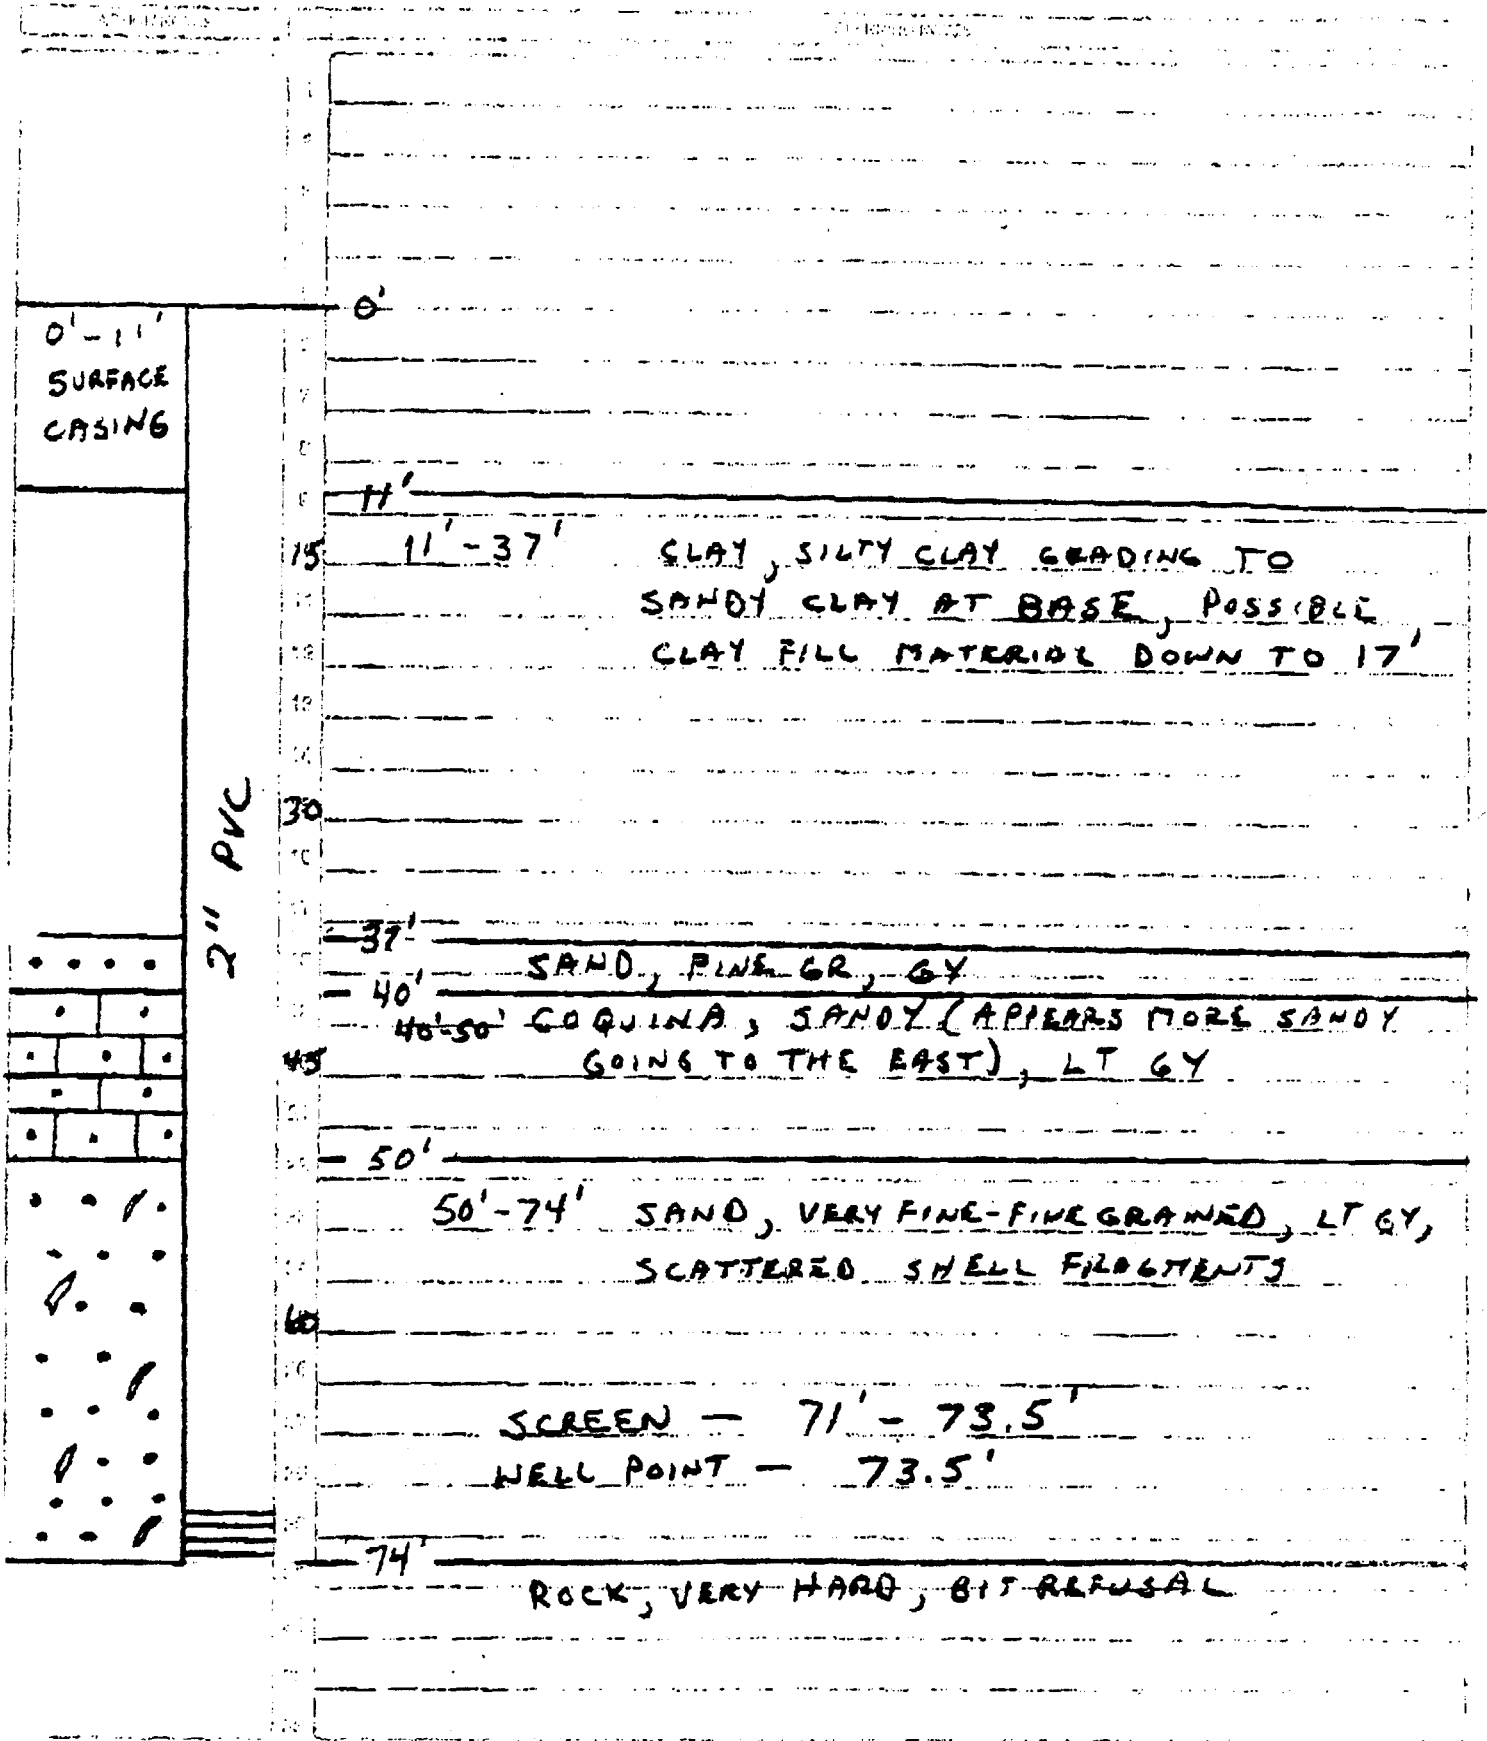 0'
0'-11'
SURFACE
CASING
11'
15 11'-37' CLAY, SILTY CLAY GRADING TO
SANDY CLAY AT BASE, POSSIBLE
CLAY FILL MATERIAL DOWN TO 17'
2" PVC
30
37'
SAND, FINE GR, GY
40'
40'-50' COQUINA, SANDY (APPEARS MORE SANDY
45 GOING TO THE EAST), LT GY
50'
50'-74' SAND, VERY FINE-FINE GRAINED, LT GY,
SCATTERED SHELL FRAGMENTS
60
SCREEN — 71' - 73.5'
WELL POINT — 73.5'
74'
ROCK, VERY HARD, BIT REFUSAL